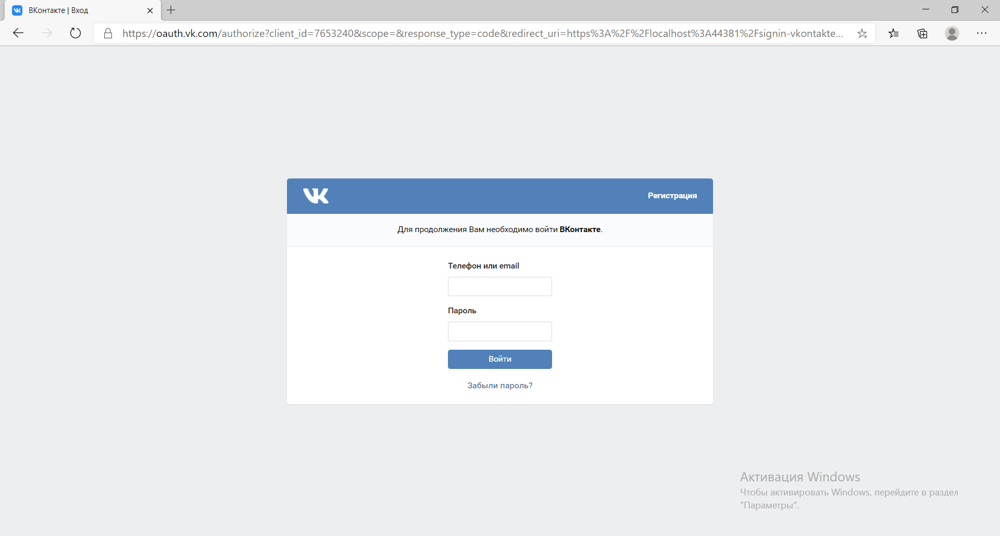 ВКонтакте | Вход
https://oauth.vk.com/authorize?client_id=7653240&scope=&response_type=code&redirect_uri=https%3A%2F%2Flocalhost%3A44381%2Fsignin-vkontakte...
Регистрация
Для продолжения Вам необходимо войти ВКонтакте.
Телефон или email
Пароль
Войти
Забыли пароль?
Активация Windows
Чтобы активировать Windows, перейдите в раздел
"Параметры".